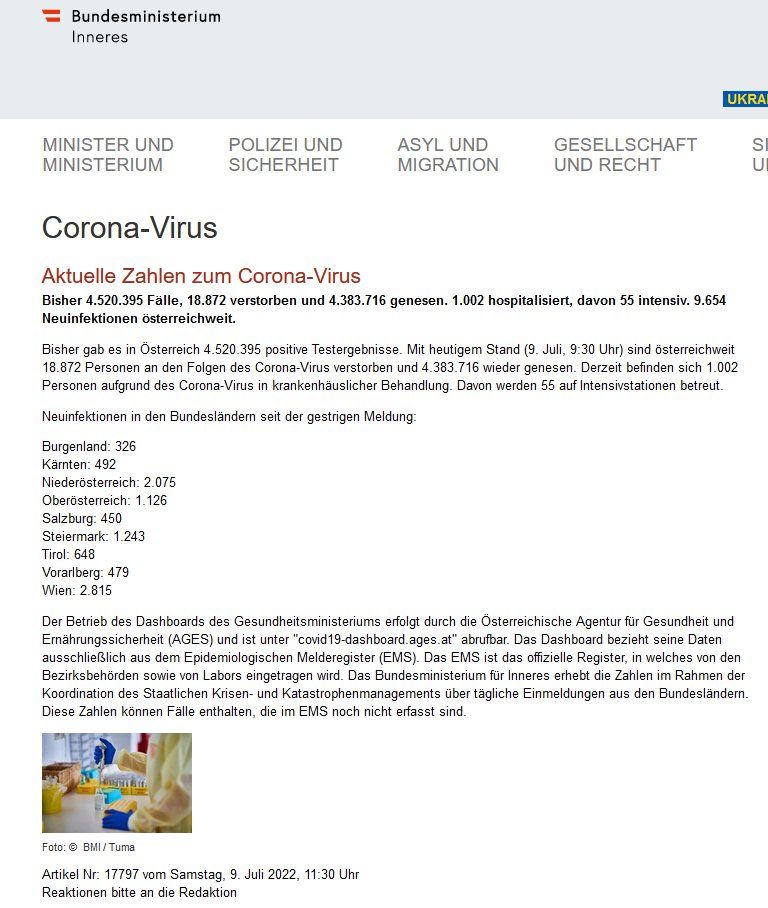 Bundesministerium
Inneres
UKRAI
MINISTER UND
MINISTERIUM
POLIZEI UND
SICHERHEIT
ASYL UND
MIGRATION
GESELLSCHAFT
UND RECHT
Corona-Virus
Aktuelle Zahlen zum Corona-Virus
Bisher 4.520.395 Fälle, 18.872 verstorben und 4.383.716 genesen. 1.002 hospitalisiert, davon 55 intensiv. 9.654
Neuinfektionen österreichweit.
Bisher gab es in Österreich 4.520.395 positive Testergebnisse. Mit heutigem Stand (9. Juli, 9:30 Uhr) sind österreichweit
18.872 Personen an den Folgen des Corona-Virus verstorben und 4.383.716 wieder genesen. Derzeit befinden sich 1.002
Personen aufgrund des Corona-Virus in krankenhäuslicher Behandlung. Davon werden 55 auf Intensivstationen betreut.
Neuinfektionen in den Bundesländern seit der gestrigen Meldung:
Burgenland: 326
Kärnten: 492
Niederösterreich: 2.075
Oberösterreich: 1.126
Salzburg: 450
Steiermark: 1.243
Tirol: 648
Vorarlberg: 479
Wien: 2.815
Der Betrieb des Dashboards des Gesundheitsministeriums erfolgt durch die Österreichische Agentur für Gesundheit und
Ernährungssicherheit (AGES) und ist unter "covid19-dashboard.ages.at" abrufbar. Das Dashboard bezieht seine Daten
ausschließlich aus dem Epidemiologischen Melderegister (EMS). Das EMS ist das offizielle Register, in welches von den
Bezirksbehörden sowie von Labors eingetragen wird. Das Bundesministerium für Inneres erhebt die Zahlen im Rahmen der
Koordination des Staatlichen Krisen- und Katastrophenmanagements über tägliche Einmeldungen aus den Bundesländern.
Diese Zahlen können Fälle enthalten, die im EMS noch nicht erfasst sind.
Foto: © BMI / Tuma
Artikel Nr: 17797 vom Samstag, 9. Juli 2022, 11:30 Uhr
Reaktionen bitte an die Redaktion